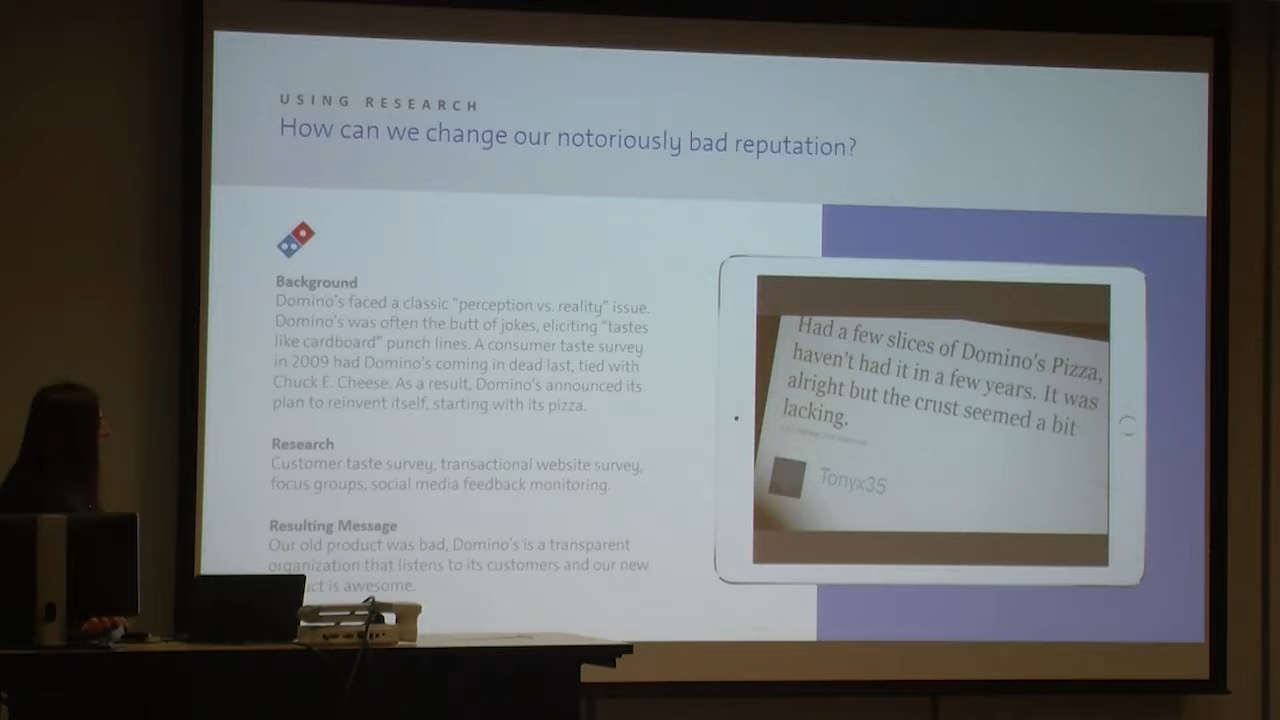 USING RESEARCH
How can we change our notoriously bad reputation?
Background
Domino's faced a classic "perception vs. reality" issue.
Domino's was often the butt of jokes, eliciting "tastes
like cardboard" punch lines. A consumer taste survey
in 2009 had Domino's coming in dead last, tied with
Chuck E. Cheese. As a result, Domino's announced its
plan to reinvent itself, starting with its pizza.
Research
Customer taste survey, transactional website survey,
focus groups, social media feedback monitoring.
Resulting Message
Our old product was bad, Domino's is a transparent
organization that listens to its customers and our new
is awesome.
Had a few slices of Domino's Pizza,
haven't had it in a few years. It was
alright but the crust seemed a bit
lacking.
Tonyx35